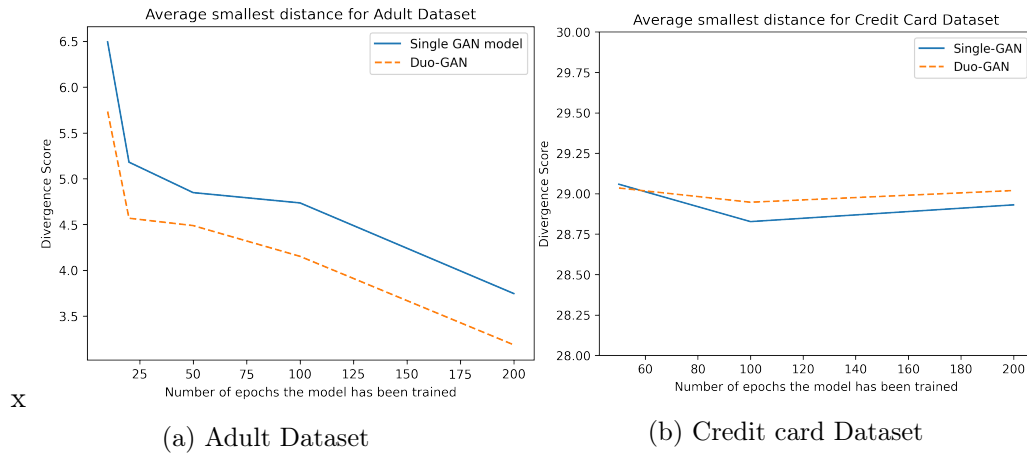 Average smallest distance for Adult Dataset
6.5
6.0
5.5
5.0
4.5
4.0
3.5
Divergence Score
Single GAN model
Duo-GAN
25 50 75 100 125 150 175 200
Number of epochs the model has been trained
x
(a) Adult Dataset
Average smallest distance for Credit Card Dataset
30.00
29.75
29.50
29.25
29.00
28.75
28.50
28.25
28.00
Divergence Score
Single-GAN
Duo-GAN
60 80 100 120 140 160 180 200
Number of epochs the model has been trained
(b) Credit card Dataset